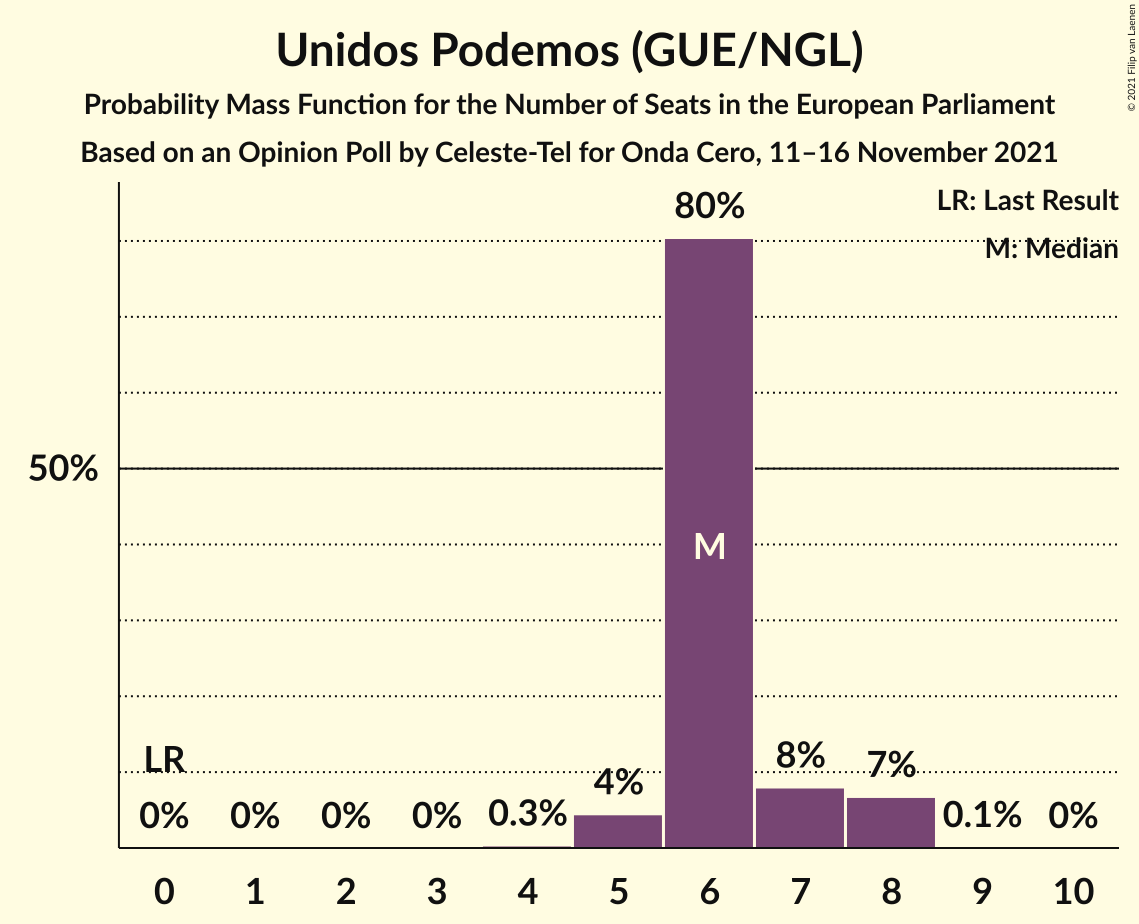 Unidos Podemos (GUE/NGL)
Probability Mass Function for the Number of Seats in the European Parliament
Based on an Opinion Poll by Celeste-Tel for Onda Cero, 11–16 November 2021
© 2021 Filip van Laenen
LR: Last Result
M: Median
80%
50%
M
LR
0% 0% 0% 0% 0.3% 4% 8% 7% 0.1% 0%
0 1 2 3 4 5 6 7 8 9 10